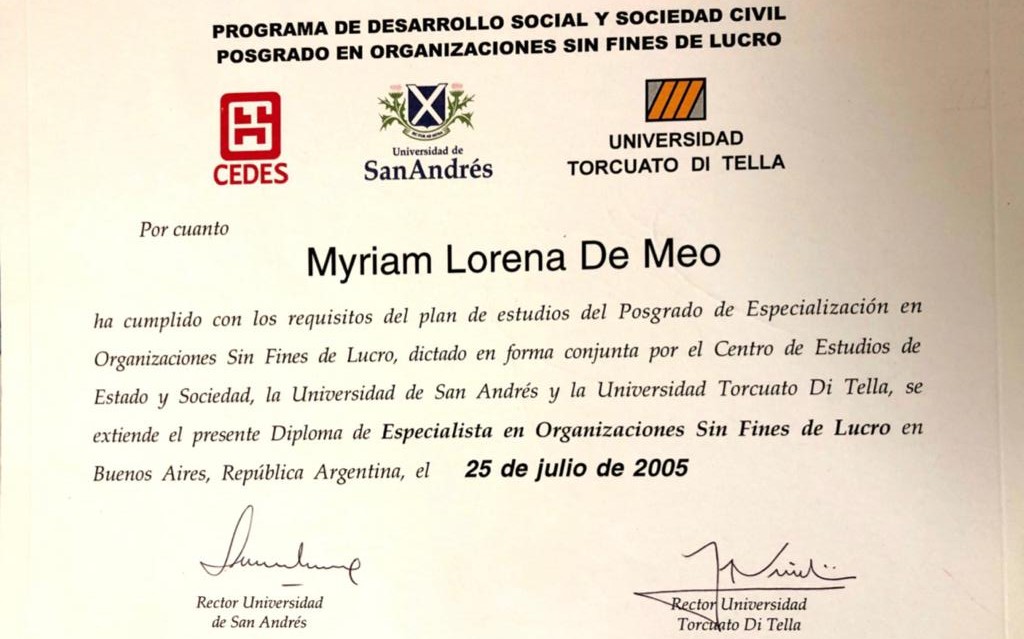 PROGRAMA DE DESARROLLO SOCIAL Y SOCIEDAD CIVIL
POSGRADO EN ORGANIZACIONES SIN FINES DE LUCRO
CEDES
Universidad de
SanAndrés
UNIVERSIDAD
TORCUATO DI TELLA
Por cuanto
Myriam Lorena De Meo
ha cumplido con los requisitos del plan de estudios del Posgrado de Especialización en
Organizaciones Sin Fines de Lucro, dictado en forma conjunta por el Centro de Estudios de
Estado y Sociedad, la Universidad de San Andrés y la Universidad Torcuato Di Tella, se
extiende el presente Diploma de Especialista en Organizaciones Sin Fines de Lucro en
Buenos Aires, República Argentina, el 25 de julio de 2005
Rector Universidad
de San Andrés
Rector Universidad
Torcuato Di Tella